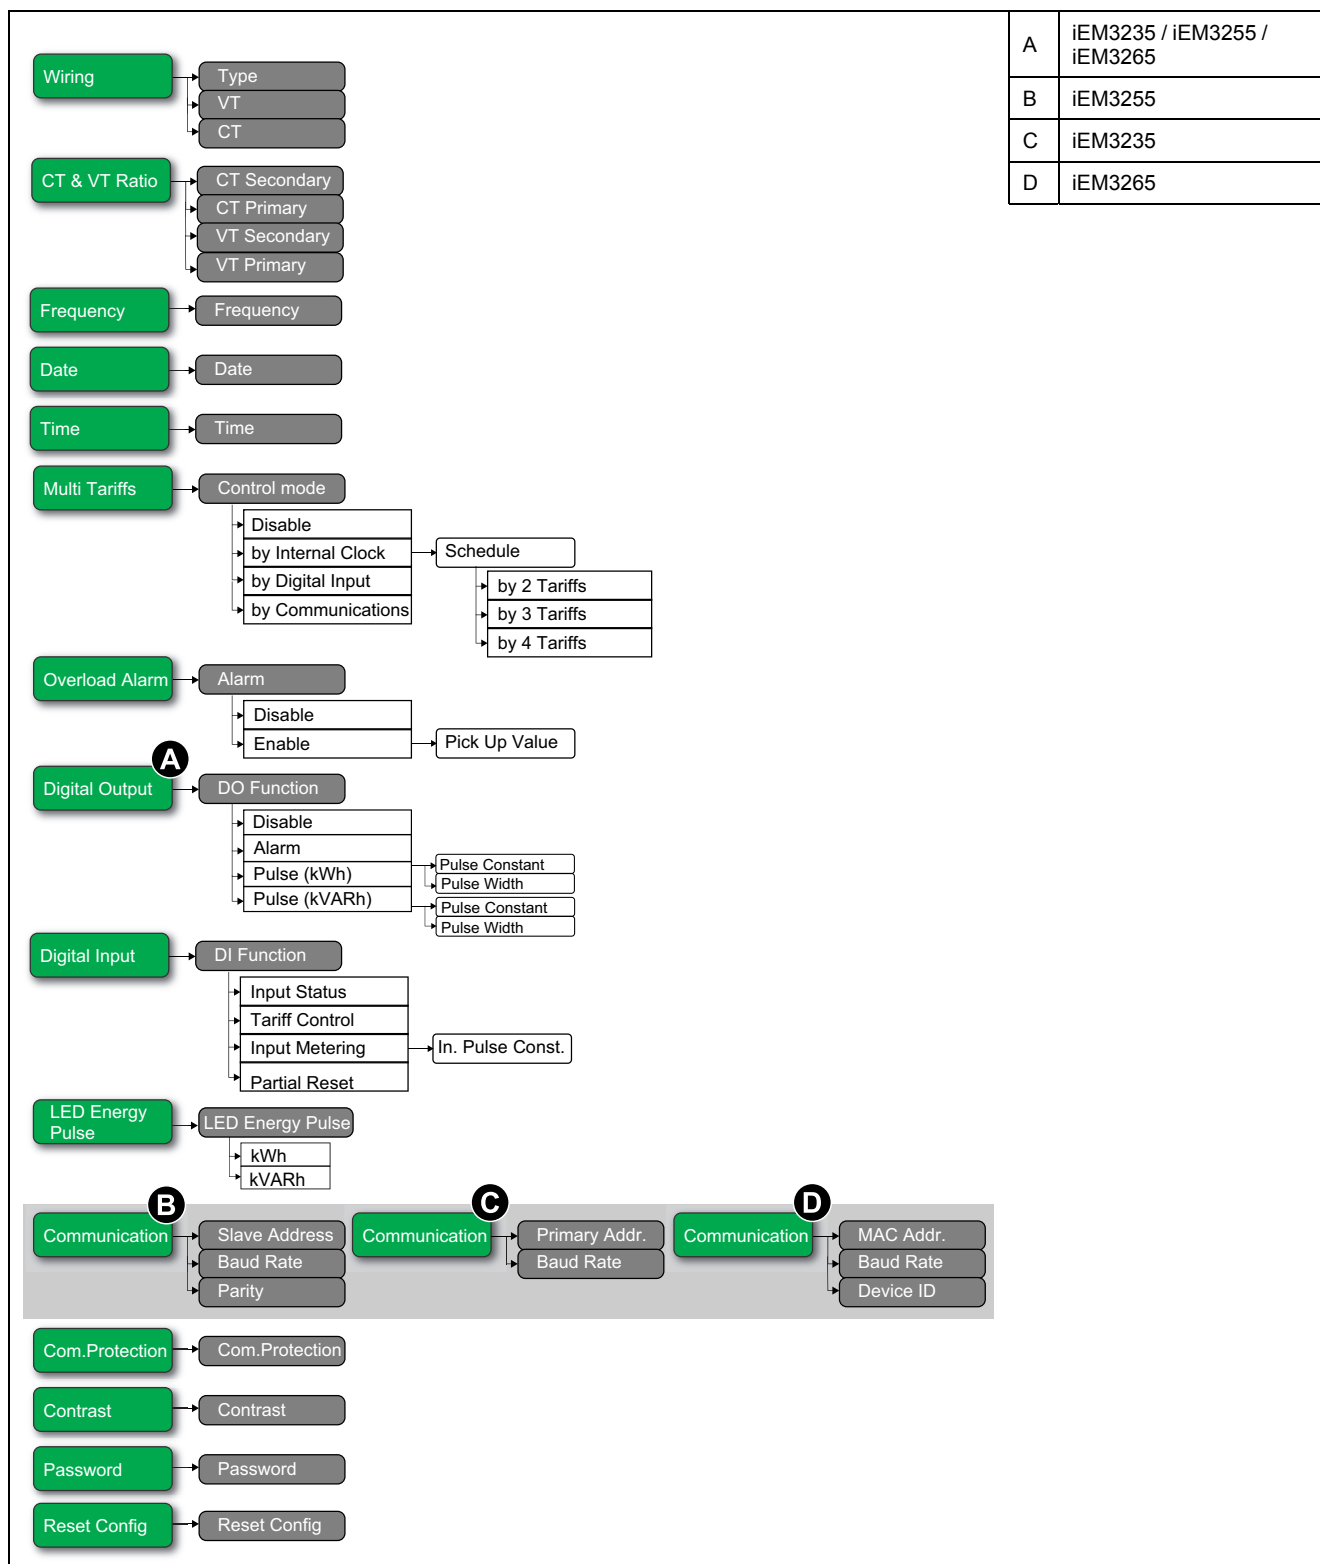 A
iEM3235 / iEM3255 /
iEM3265
B
iEM3255
C
iEM3235
D
iEM3265
Wiring
Type
VT
CT
CT & VT Ratio
CT Secondary
CT Primary
VT Secondary
VT Primary
Frequency
Frequency
Date
Date
Time
Time
Multi Tariffs
Control mode
Disable
by Internal Clock
Schedule
by Digital Input
by 2 Tariffs
by Communications
by 3 Tariffs
by 4 Tariffs
Overload Alarm
Alarm
Disable
Enable
Pick Up Value
A
Digital Output
DO Function
Disable
Alarm
Pulse (kWh)
Pulse Constant
Pulse Width
Pulse (kVARh)
Pulse Constant
Pulse Width
Digital Input
DI Function
Input Status
Tariff Control
Input Metering
In. Pulse Const.
Partial Reset
LED Energy
Pulse
LED Energy Pulse
kWh
kVARh
B
Communication
Slave Address
Baud Rate
Parity
C
Communication
Primary Addr.
Baud Rate
D
Communication
MAC Addr.
Baud Rate
Device ID
Com.Protection
Com.Protection
Contrast
Contrast
Password
Password
Reset Config
Reset Config